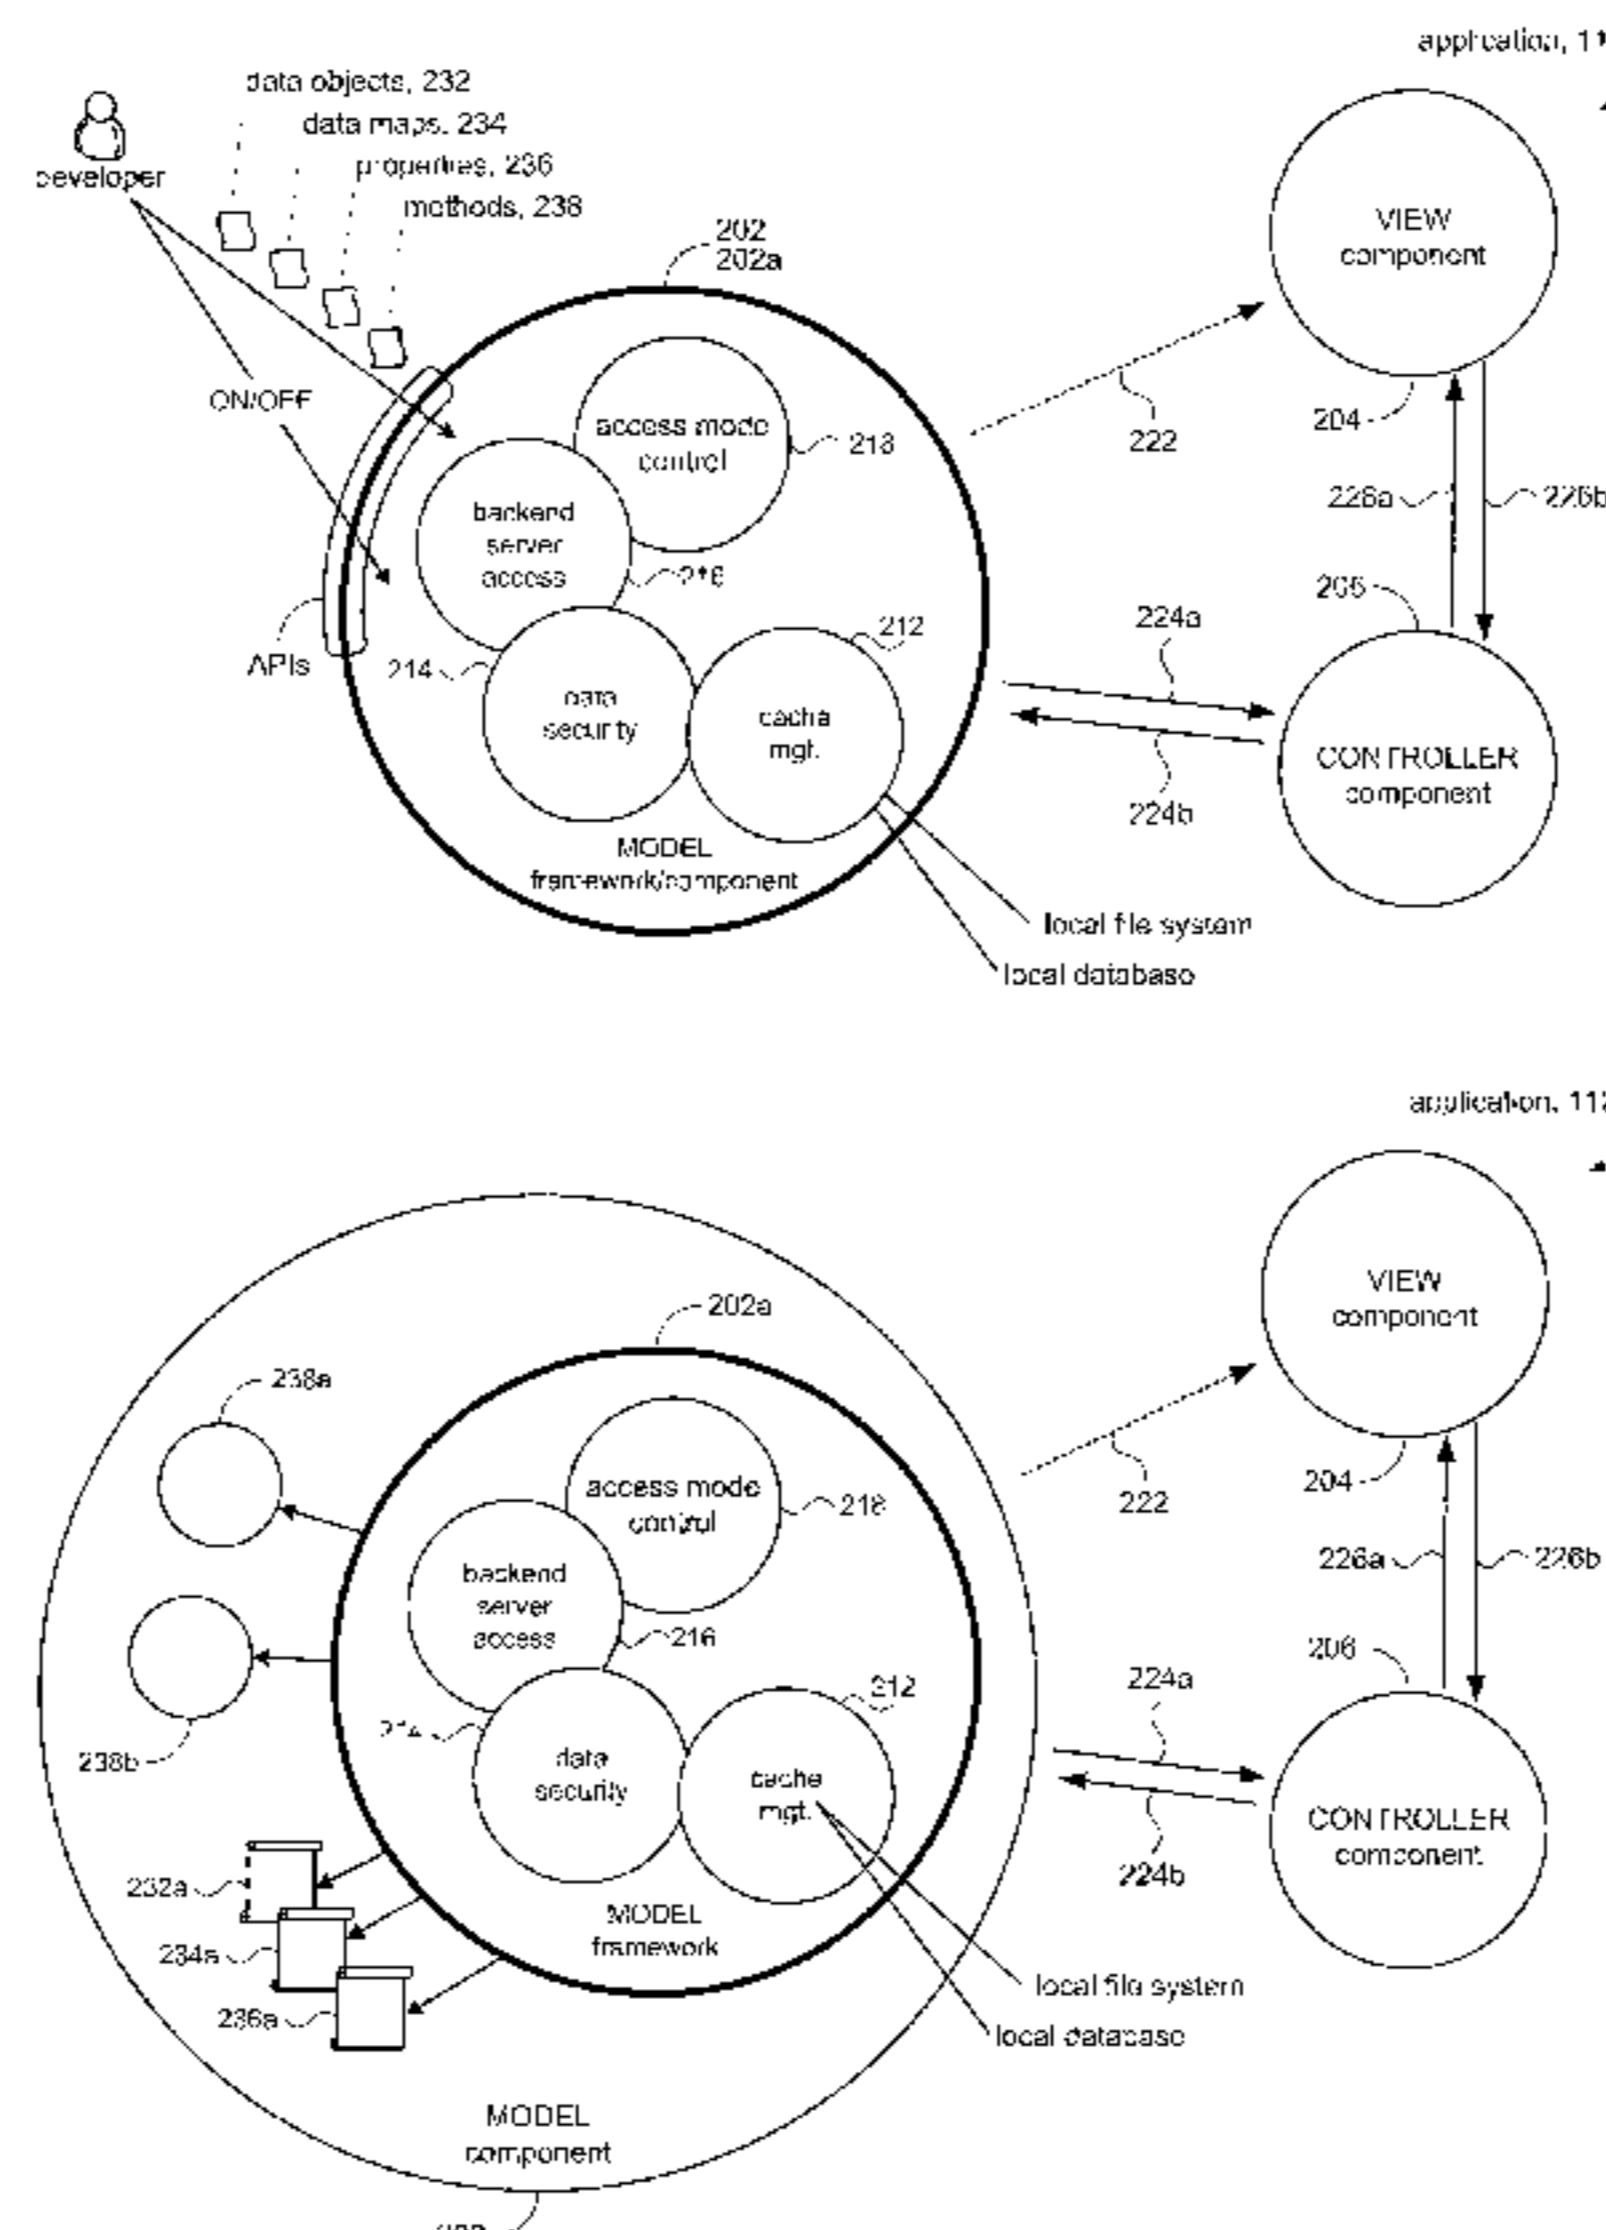 application, 11
data objects, 232
data maps, 234
properties, 236
methods, 238
developer
202
202a
VIEW
component
ON/OFF
access mode
control
218
222
204
backend
server
access
216
226a
226b
206
224a
212
APIs
214
data
security
cache
mgt.
CONTROLLER
component
224b
MODEL
framework/component
local file system
local database
application, 112
VIEW
component
202a
238a
204
222
access mode
control
218
backend
server
access
216
226a
226b
206
224a
212
238b
214
data
security
cache
mgt.
CONTROLLER
component
224b
232a
234a
236a
MODEL
framework
local file system
local database
MODEL
component